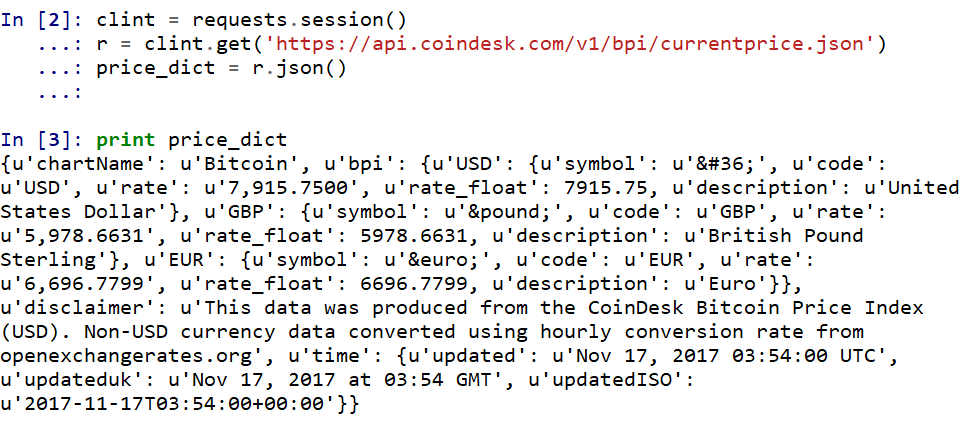 In [2]: clint = requests.session()
   ...: r = clint.get('https://api.coindesk.com/v1/bpi/currentprice.json')
   ...: price_dict = r.json()
   ...:
In [3]: print price_dict
{u'chartName': u'Bitcoin', u'bpi': {u'USD': {u'symbol': u'&#36;', u'code':
u'USD', u'rate': u'7,915.7500', u'rate_float': 7915.75, u'description': u'United
States Dollar'}, u'GBP': {u'symbol': u'&pound;', u'code': u'GBP', u'rate':
u'5,978.6631', u'rate_float': 5978.6631, u'description': u'British Pound
Sterling'}, u'EUR': {u'symbol': u'&euro;', u'code': u'EUR', u'rate':
u'6,696.7799', u'rate_float': 6696.7799, u'description': u'Euro'}},
u'disclaimer': u'This data was produced from the CoinDesk Bitcoin Price Index
(USD). Non-USD currency data converted using hourly conversion rate from
openexchangerates.org', u'time': {u'updated': u'Nov 17, 2017 03:54:00 UTC',
u'updateduk': u'Nov 17, 2017 at 03:54 GMT', u'updatedISO':
u'2017-11-17T03:54:00+00:00'}}